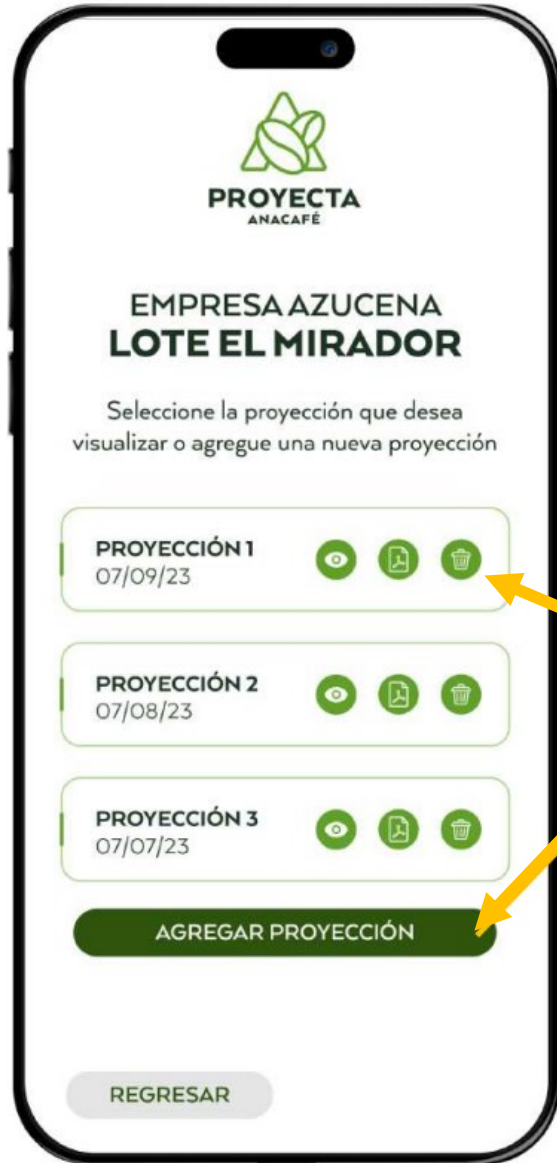 PROYECTA
ANACAFÉ
EMPRESA AZUCENA
LOTE EL MIRADOR
Seleccione la proyección que desea
visualizar o agregue una nueva proyección
PROYECCIÓN 1
07/09/23
PROYECCIÓN 2
07/08/23
PROYECCIÓN 3
07/07/23
AGREGAR PROYECCIÓN
REGRESAR